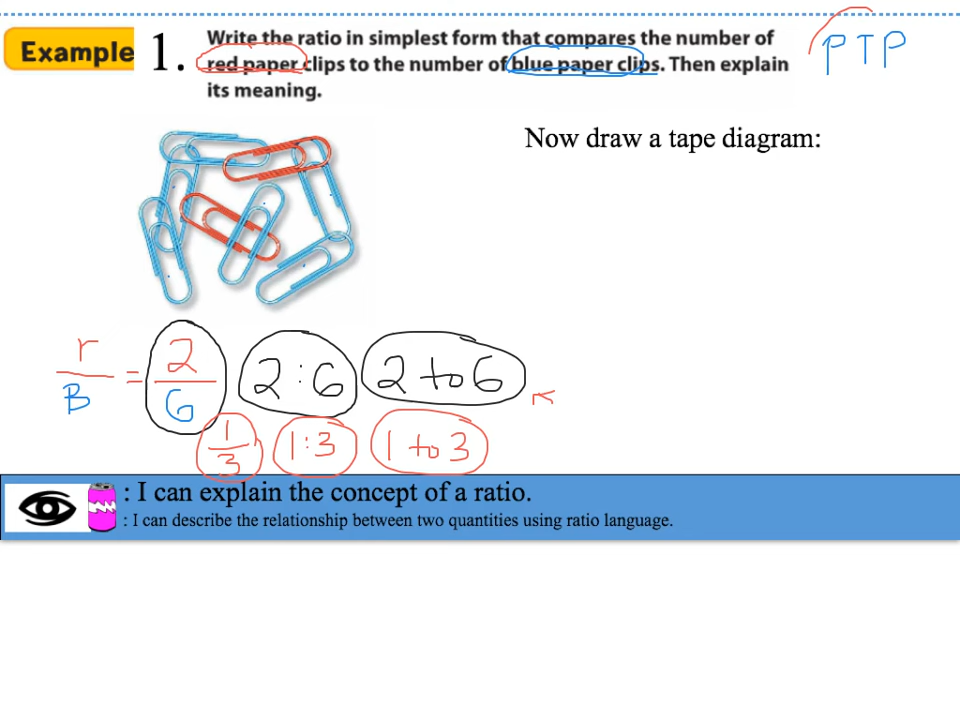 Example 1. Write the ratio in simplest form that compares the number of
red paper clips to the number of blue paper clips. Then explain
its meaning.
PTP
Now draw a tape diagram:
r/B = 2/6 2:6 2 to 6
1/3, 1:3 1 to 3
: I can explain the concept of a ratio.
: I can describe the relationship between two quantities using ratio language.